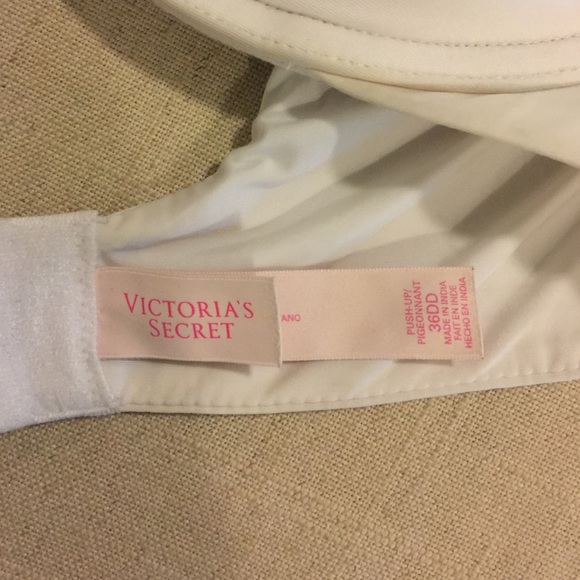 VICTORIA'S
SECRET
ANO
PUSH-UP/
PIGEONNANT
36DD
MADE IN INDIA
FAIT EN INDE
HECHO EN INDIA